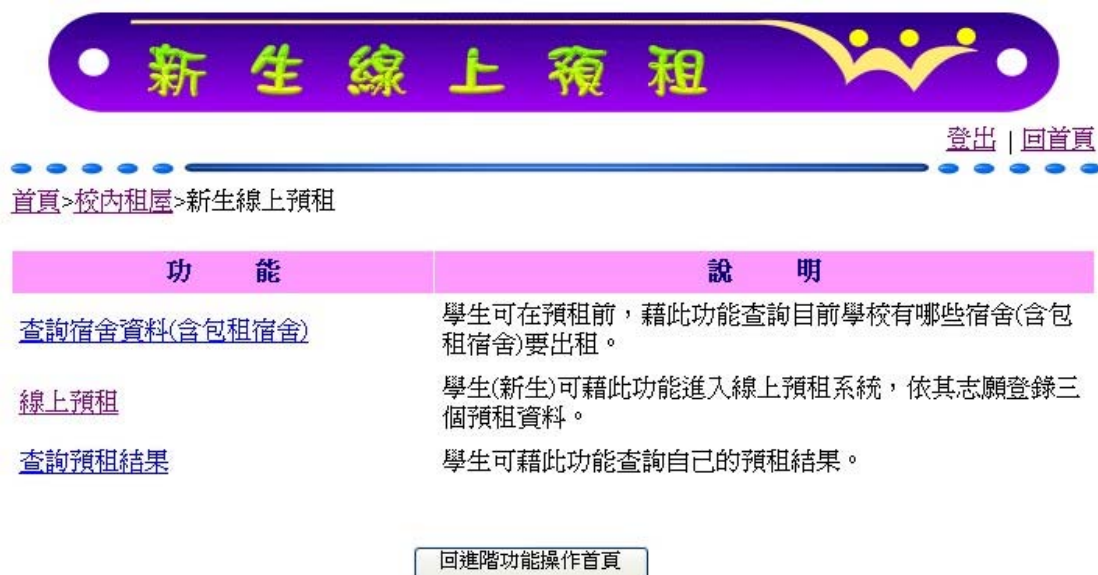 新生線上預租
登出 | 回首頁
首頁>校內租屋>新生線上預租
功　能　說　明
查詢宿舍資料(含包租宿舍)
學生可在預租前，藉此功能查詢目前學校有哪些宿舍(含包
租宿舍)要出租。
線上預租
學生(新生)可藉此功能進入線上預租系統，依其志願登錄三
個預租資料。
查詢預租結果
學生可藉此功能查詢自己的預租結果。
回進階功能操作首頁